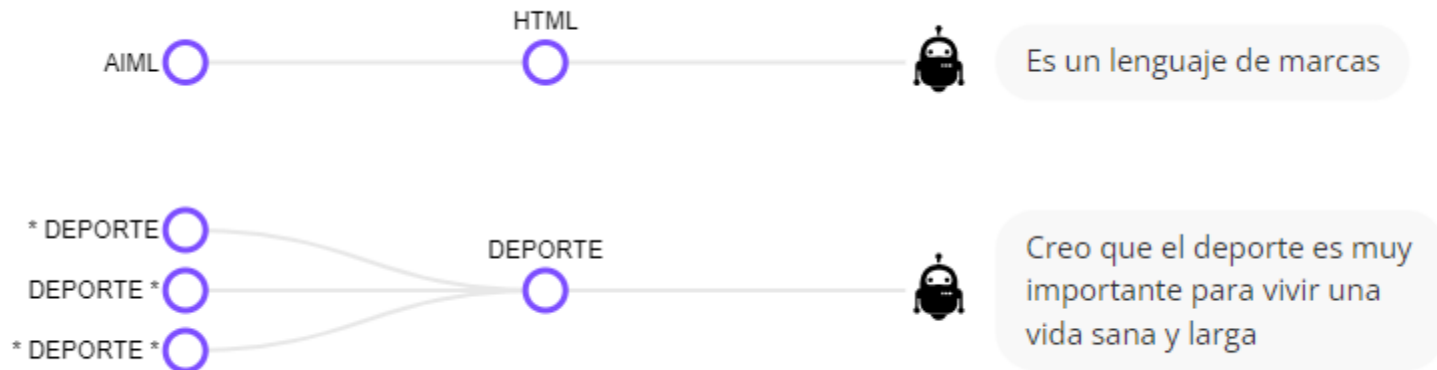 HTML
AIML
Es un lenguaje de marcas
* DEPORTE
DEPORTE
DEPORTE *
* DEPORTE *
Creo que el deporte es muy
importante para vivir una
vida sana y larga